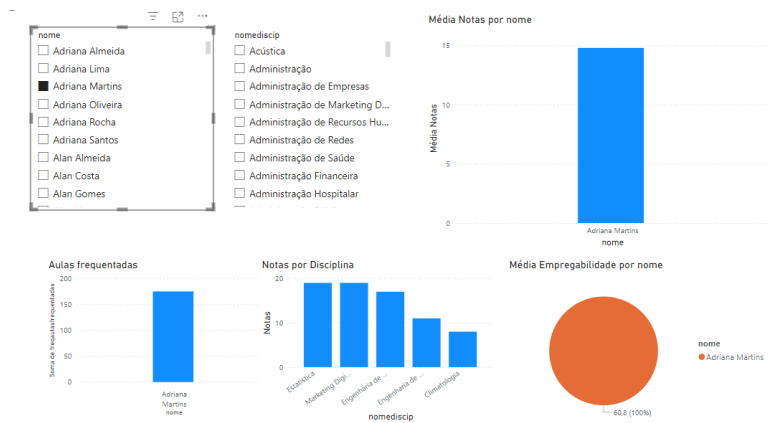 nome
Adriana Almeida
Adriana Lima
Adriana Martins
Adriana Oliveira
Adriana Rocha
Adriana Santos
Alan Almeida
Alan Costa
Alan Gomes
nomediscip
Acústica
Administração
Administração de Empresas
Administração de Marketing D...
Administração de Recursos Hu...
Administração de Redes
Administração de Saúde
Administração Financeira
Administração Hospitalar
Média Notas por nome
Média Notas
15
10
5
0
Adriana Martins
nome
Aulas frequentadas
Soma de freqaulasfrequentadas
200
150
100
50
0
Adriana
Martins
nome
Notas por Disciplina
Notas
20
10
0
Estatística
Marketing Digi...
Engenharia de ...
Engenharia de ...
Climatologia
nomediscip
Média Empregabilidade por nome
60,8 (100%)
nome
Adriana Martins